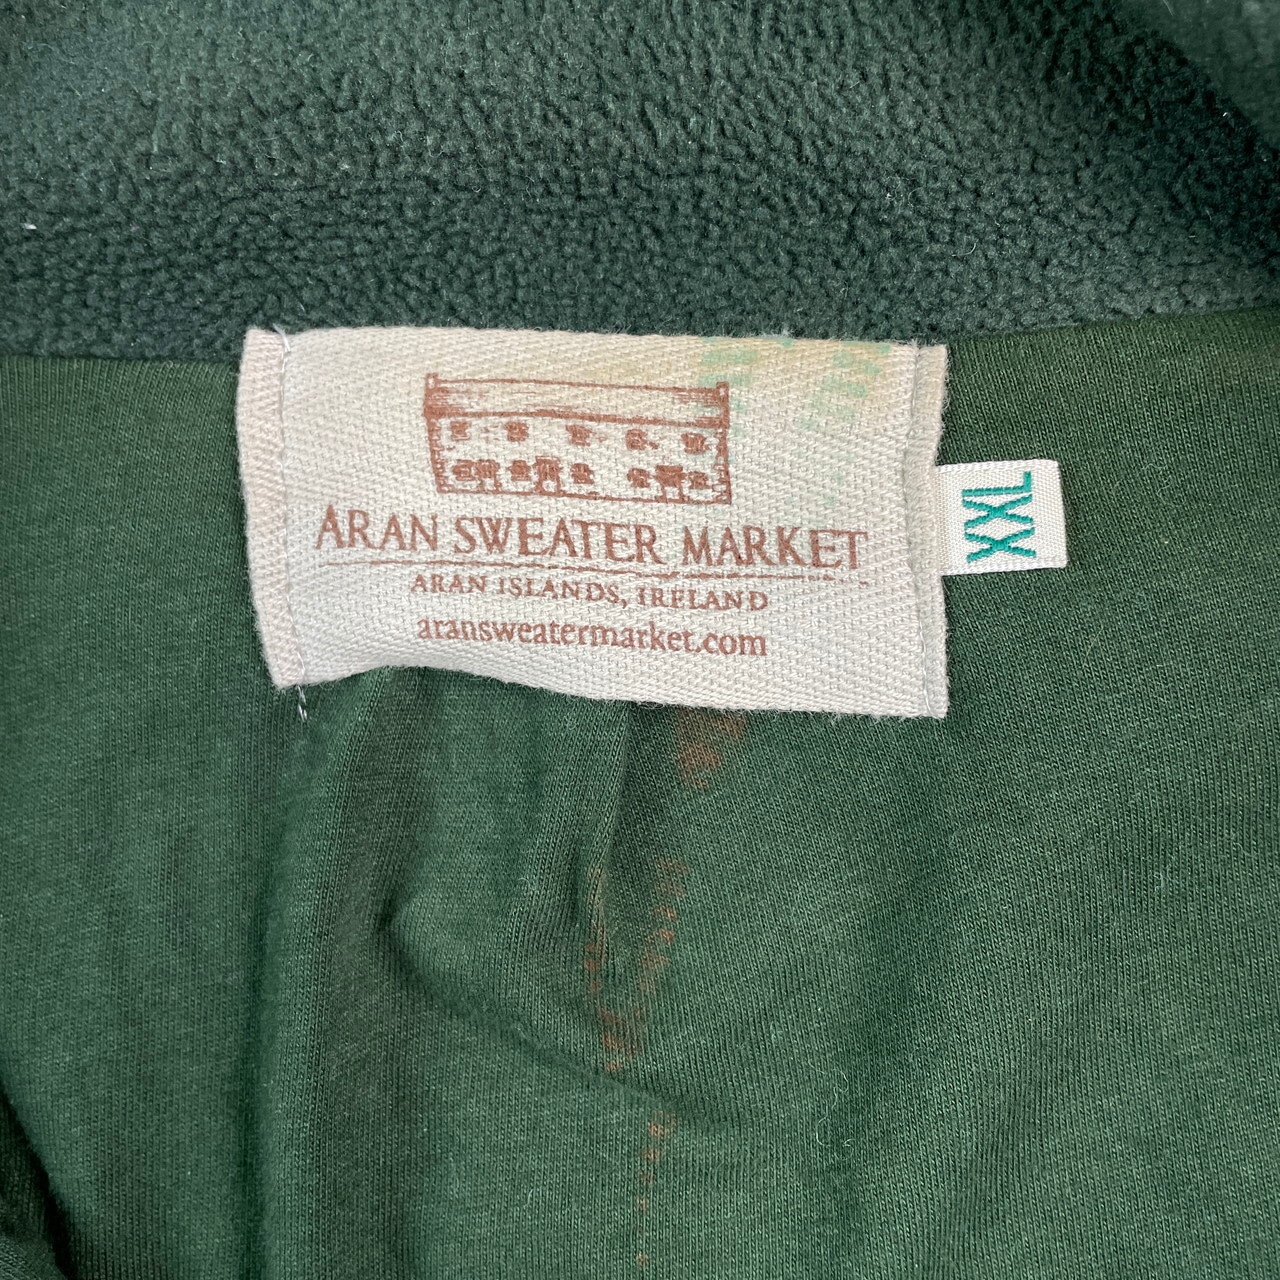 ARAN SWEATER MARKET
ARAN ISLANDS, IRELAND
aransweatermarket.com
XXL